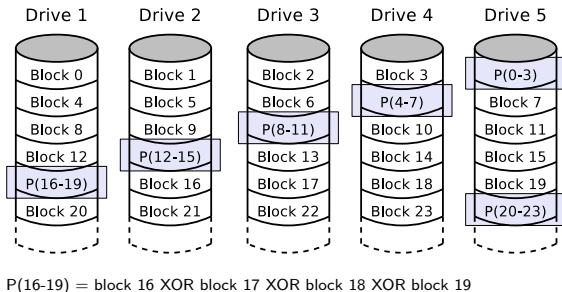 Drive 1 Drive 2 Drive 3 Drive 4 Drive 5
Block 0 Block 1 Block 2 Block 3 P(0-3)
Block 4 Block 5 Block 6 P(4-7) Block 7
Block 8 Block 9 P(8-11) Block 10 Block 11
Block 12 P(12-15) Block 13 Block 14 Block 15
P(16-19) Block 16 Block 17 Block 18 Block 19
Block 20 Block 21 Block 22 Block 23 P(20-23)
P(16-19) = block 16 XOR block 17 XOR block 18 XOR block 19